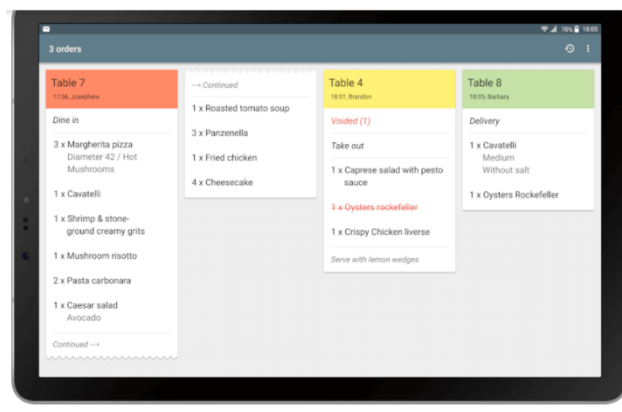 70% 18:05
3 orders
Table 7
17:56, Josephine
Dine in
3 x Margherita pizza
Diameter 42 / Hot
Mushrooms
1 x Cavatelli
1 x Shrimp & stone-
ground creamy grits
1 x Mushroom risotto
2 x Pasta carbonara
1 x Caesar salad
Avocado
Continued →
→ Continued
1 x Roasted tomato soup
3 x Panzenella
1 x Fried chicken
4 x Cheesecake
Table 4
18:01, Brandon
Voided (1)
Take out
1 x Caprese salad with pesto
sauce
1 x Oysters rockefeller
1 x Crispy Chicken liverse
Serve with lemon wedges
Table 8
18:05, Barbara
Delivery
1 x Cavatelli
Medium
Without salt
1 x Oysters Rockefeller